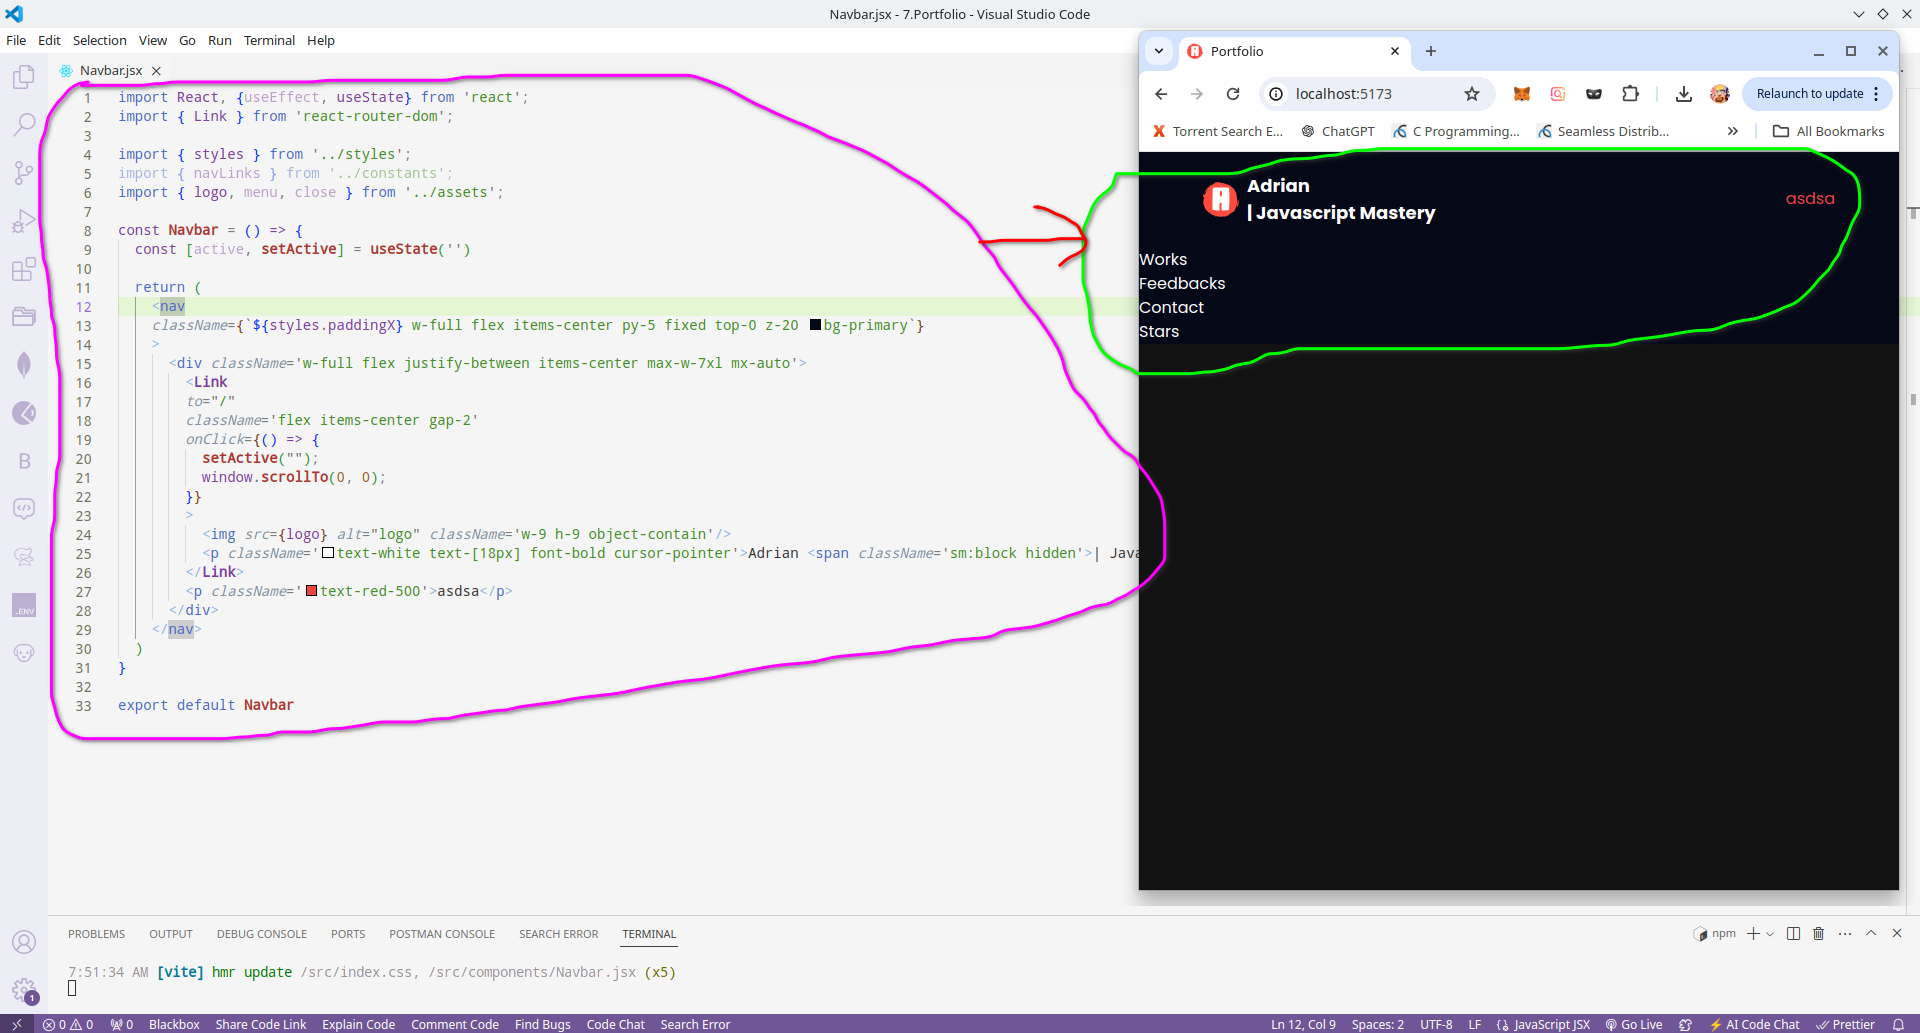 Navbar.jsx - 7.Portfolio - Visual Studio Code
File Edit Selection View Go Run Terminal Help
Navbar.jsx
1 import React, {useEffect, useState} from 'react';
2 import { Link } from 'react-router-dom';
3
4 import { styles } from '../styles';
5 import { navLinks } from '../constants';
6 import { logo, menu, close } from '../assets';
7
8 const Navbar = () => {
9 const [active, setActive] = useState('')
10
11 return (
12 <nav
13 className={`${styles.paddingX} w-full flex items-center py-5 fixed top-0 z-20 bg-primary`}
14 >
15 <div className='w-full flex justify-between items-center max-w-7xl mx-auto'>
16 <Link
17 to="/"
18 className='flex items-center gap-2'
19 onClick={() => {
20 setActive("");
21 window.scrollTo(0, 0);
22 }}
23 >
24 <img src={logo} alt="logo" className='w-9 h-9 object-contain'/>
25 <p className='text-white text-[18px] font-bold cursor-pointer'>Adrian <span className='sm:block hidden'>| Java
26 </Link>
27 <p className='text-red-500'>asdsa</p>
28 </div>
29 </nav>
30 )
31 }
32
33 export default Navbar
Portfolio
localhost:5173
Relaunch to update
Torrent Search E... ChatGPT C Programming... Seamless Distrib... » All Bookmarks
Adrian
| Javascript Mastery
asdsa
Works
Feedbacks
Contact
Stars
.ENV
B
1
PROBLEMS OUTPUT DEBUG CONSOLE PORTS POSTMAN CONSOLE SEARCH ERROR TERMINAL
npm
7:51:34 AM [vite] hmr update /src/index.css, /src/components/Navbar.jsx (x5)
0 0 0 Blackbox Share Code Link Explain Code Comment Code Find Bugs Code Chat Search Error
Ln 12, Col 9 Spaces: 2 UTF-8 LF {} JavaScript JSX Go Live AI Code Chat Prettier